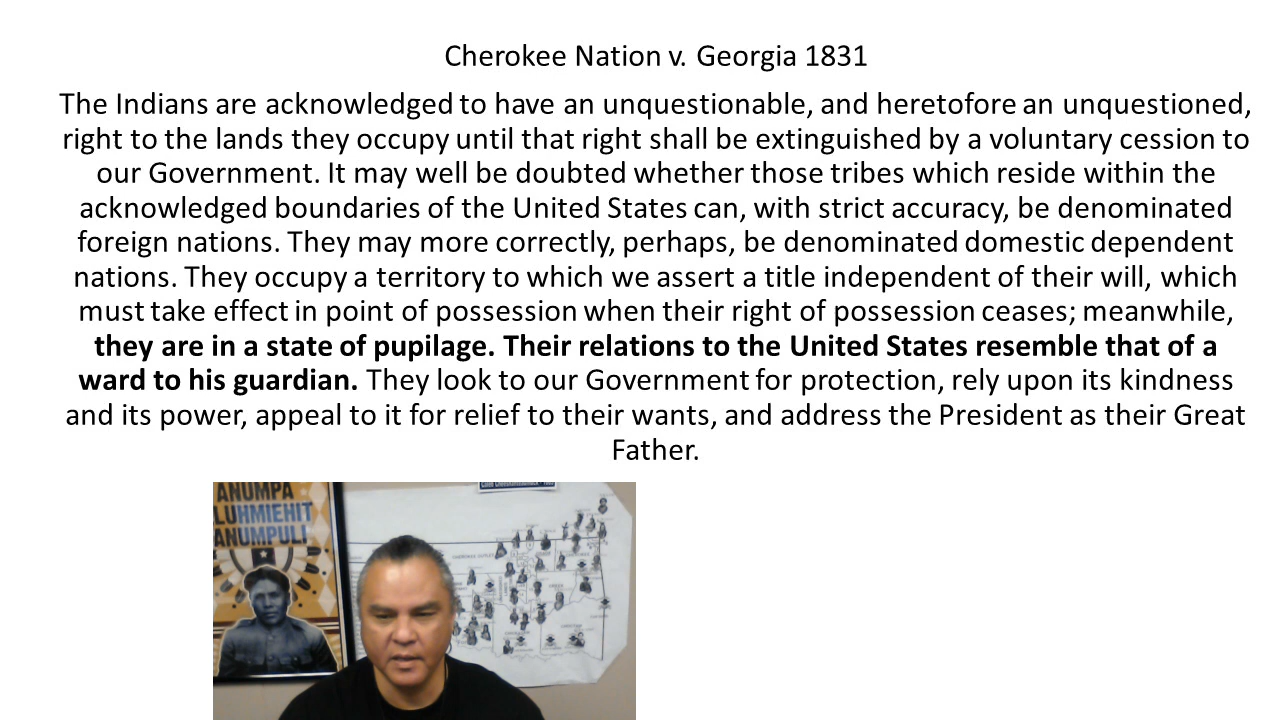 Cherokee Nation v. Georgia 1831
The Indians are acknowledged to have an unquestionable, and heretofore an unquestioned,
right to the lands they occupy until that right shall be extinguished by a voluntary cession to
our Government. It may well be doubted whether those tribes which reside within the
acknowledged boundaries of the United States can, with strict accuracy, be denominated
foreign nations. They may more correctly, perhaps, be denominated domestic dependent
nations. They occupy a territory to which we assert a title independent of their will, which
must take effect in point of possession when their right of possession ceases; meanwhile,
they are in a state of pupilage. Their relations to the United States resemble that of a
ward to his guardian. They look to our Government for protection, rely upon its kindness
and its power, appeal to it for relief to their wants, and address the President as their Great
Father.
ANUMPA
LUHMIEHIT
ANUMPULI